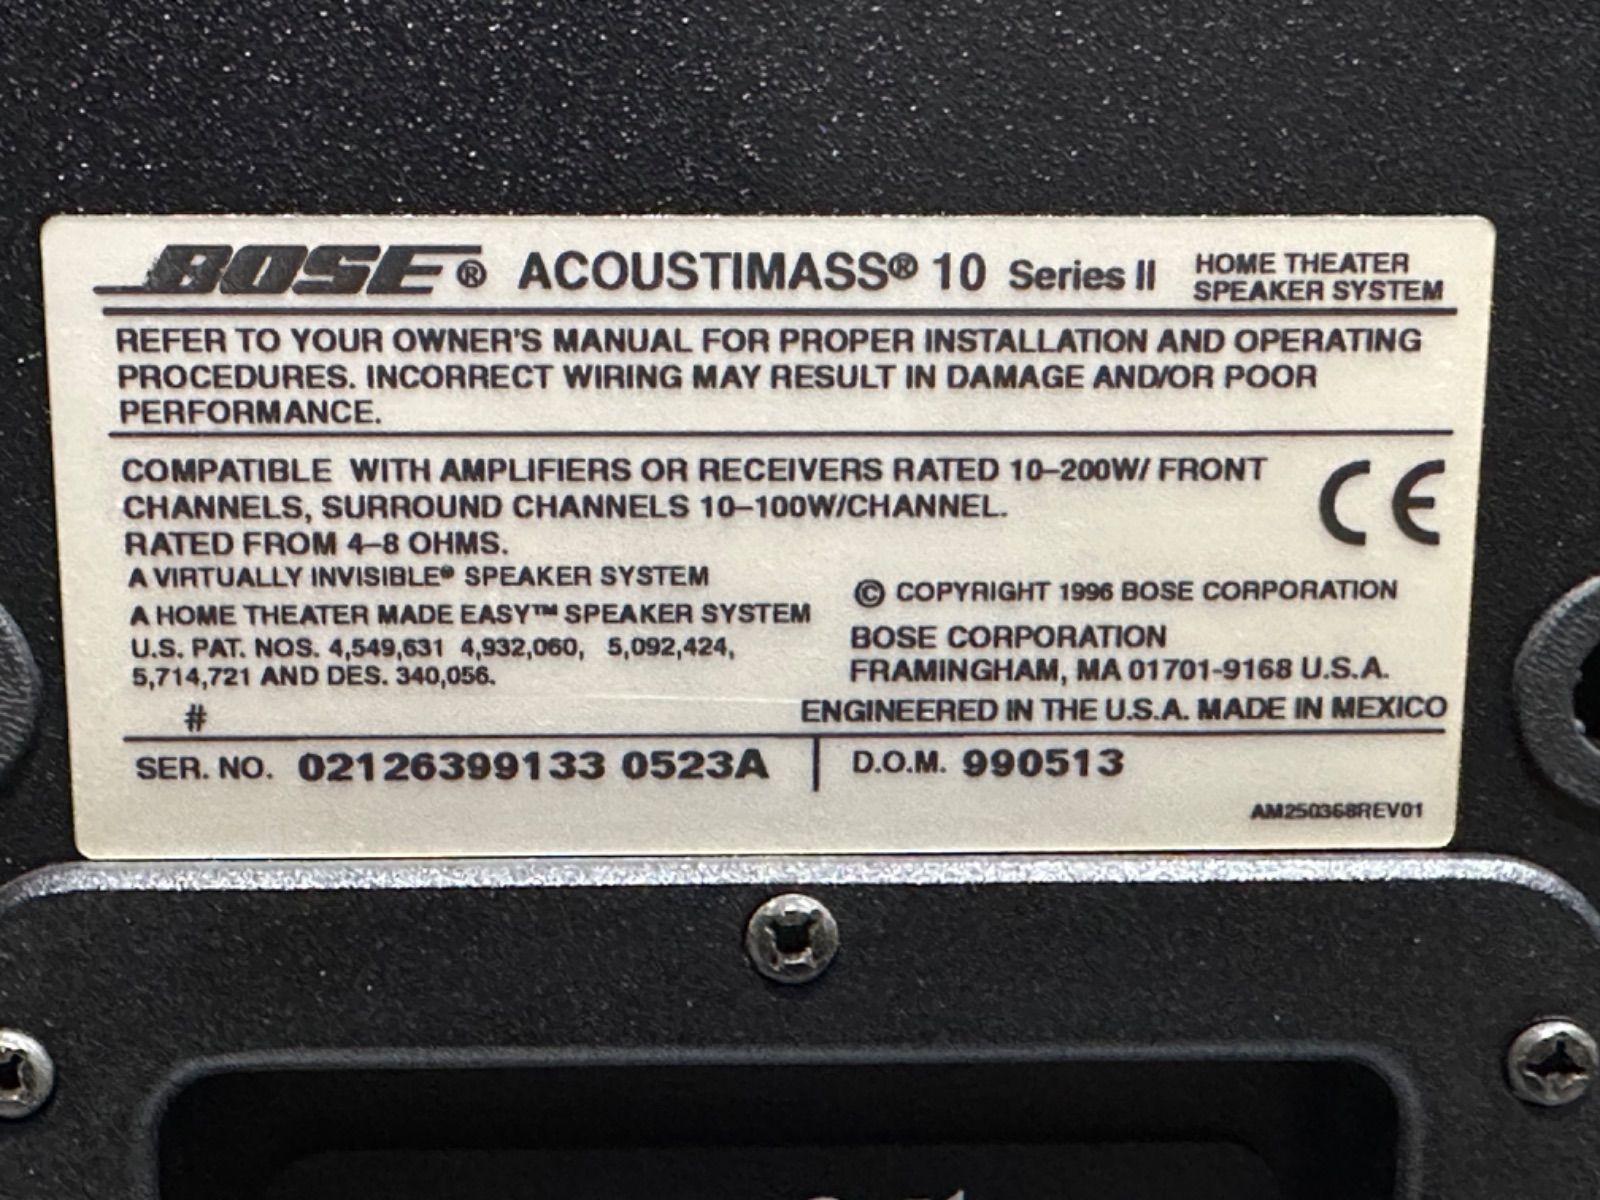 BOSE® ACOUSTIMASS® 10 Series II HOME THEATER
SPEAKER SYSTEM
REFER TO YOUR OWNER'S MANUAL FOR PROPER INSTALLATION AND OPERATING
PROCEDURES. INCORRECT WIRING MAY RESULT IN DAMAGE AND/OR POOR
PERFORMANCE.
COMPATIBLE WITH AMPLIFIERS OR RECEIVERS RATED 10–200W/ FRONT
CHANNELS, SURROUND CHANNELS 10–100W/CHANNEL.
RATED FROM 4–8 OHMS.
CE
A VIRTUALLY INVISIBLE® SPEAKER SYSTEM
A HOME THEATER MADE EASY™ SPEAKER SYSTEM
U.S. PAT. NOS. 4,549,631 4,932,060, 5,092,424,
5,714,721 AND DES. 340,056.
#
© COPYRIGHT 1996 BOSE CORPORATION
BOSE CORPORATION
FRAMINGHAM, MA 01701-9168 U.S.A.
ENGINEERED IN THE U.S.A. MADE IN MEXICO
SER. NO. 02126399133 0523A
D.O.M. 990513
AM250368REV01